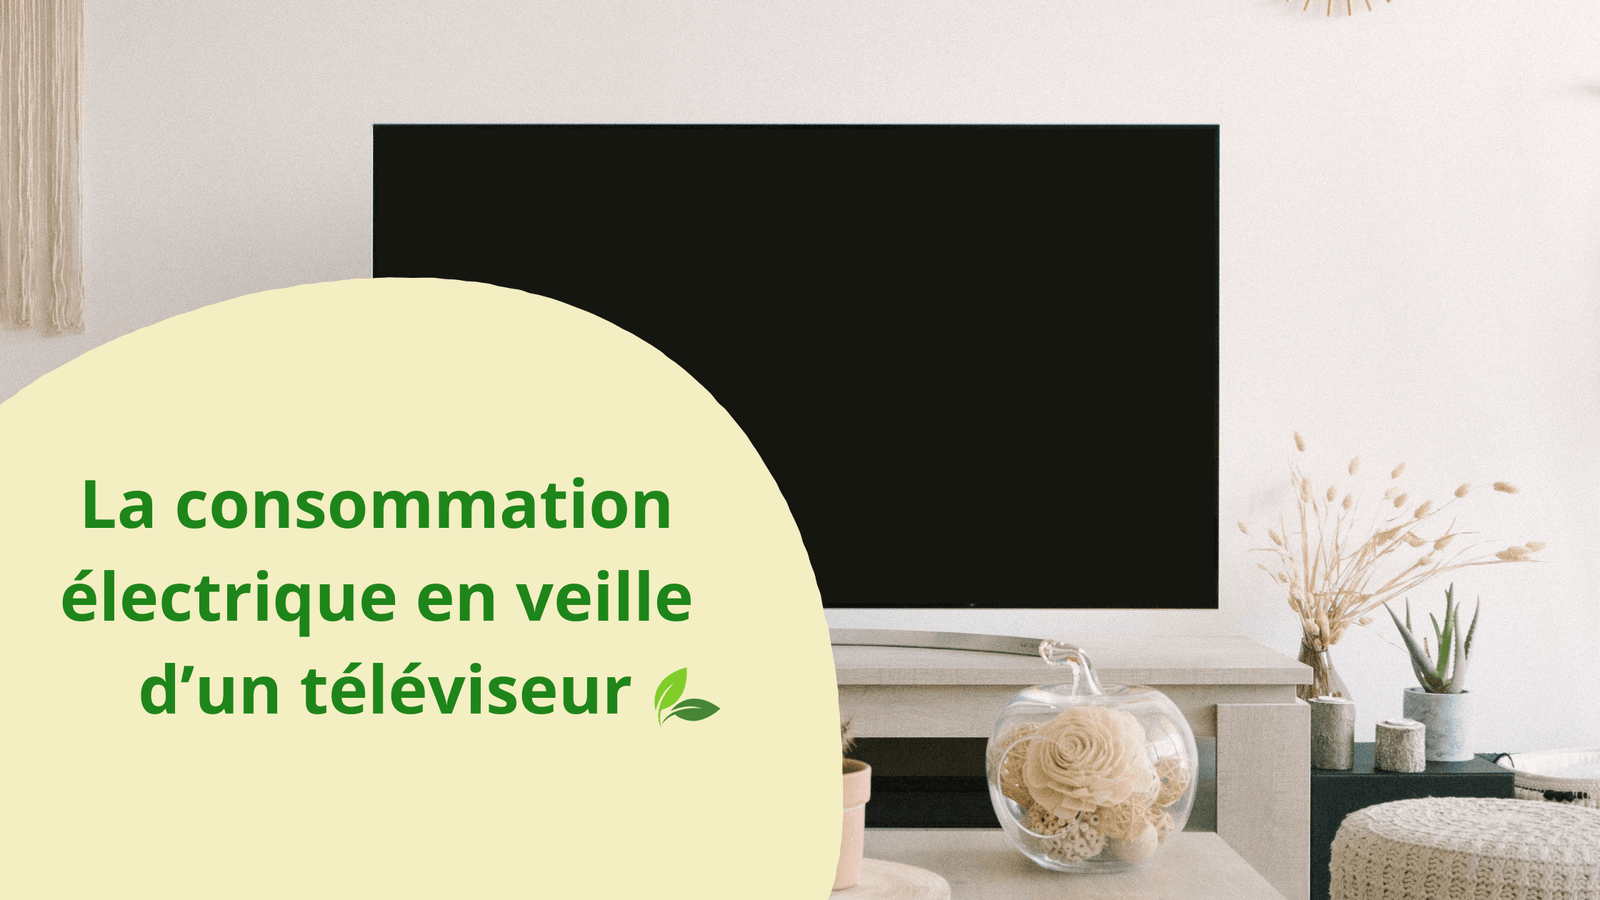 La consommation
électrique en veille
d’un téléviseur